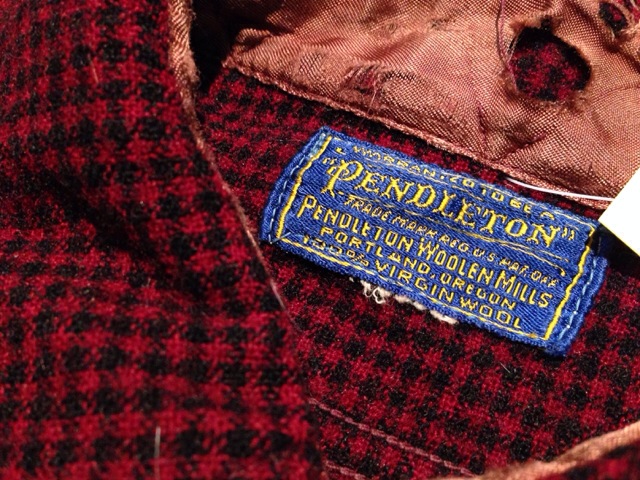 WARRANTED TO BE A
"PENDLETON"
TRADE MARK REG. U.S. PAT. OFF.
PENDLETON WOOLEN MILLS
PORTLAND, OREGON
100% VIRGIN WOOL